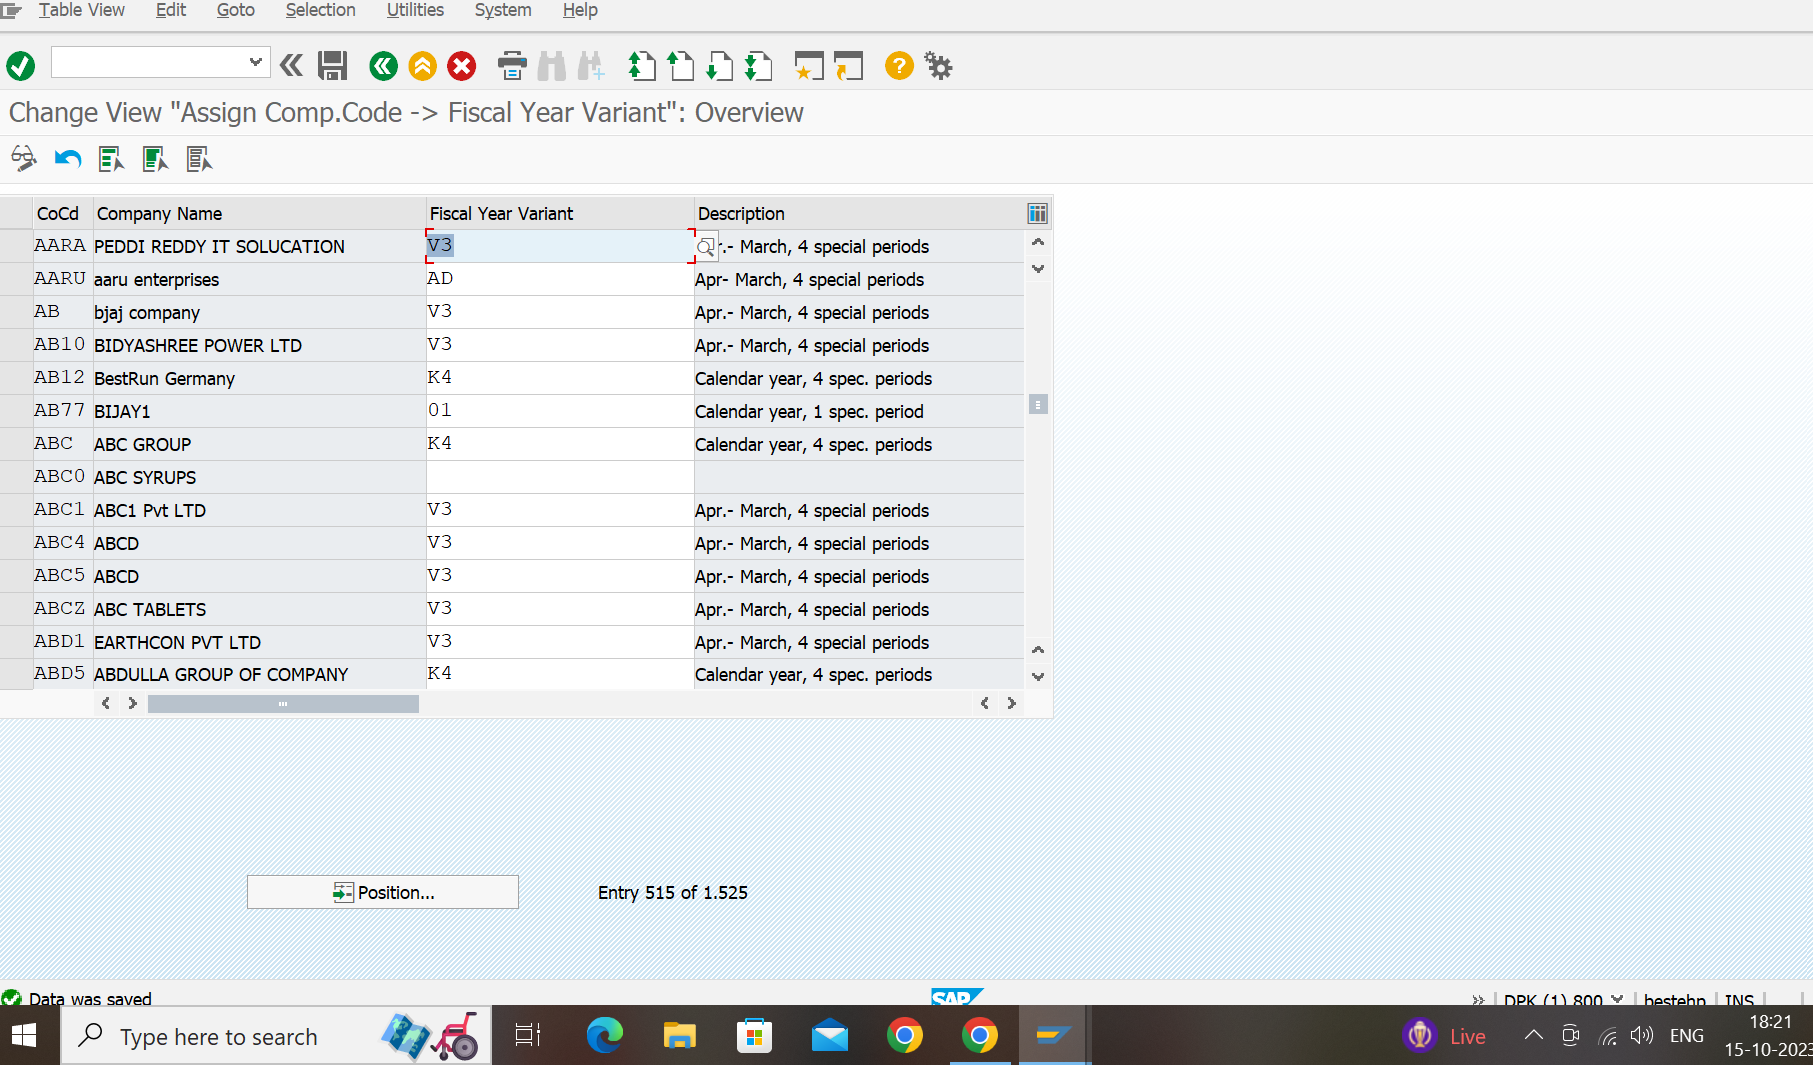 Table View Edit Goto Selection Utilities System Help
Change View "Assign Comp.Code -> Fiscal Year Variant": Overview
CoCd Company Name Fiscal Year Variant Description
AARA PEDDI REDDY IT SOLUCATION V3 r.- March, 4 special periods
AARU aaru enterprises AD Apr- March, 4 special periods
AB bjaj company V3 Apr.- March, 4 special periods
AB10 BIDYASHREE POWER LTD V3 Apr.- March, 4 special periods
AB12 BestRun Germany K4 Calendar year, 4 spec. periods
AB77 BIJAY1 01 Calendar year, 1 spec. period
ABC ABC GROUP K4 Calendar year, 4 spec. periods
ABC0 ABC SYRUPS
ABC1 ABC1 Pvt LTD V3 Apr.- March, 4 special periods
ABC4 ABCD V3 Apr.- March, 4 special periods
ABC5 ABCD V3 Apr.- March, 4 special periods
ABCZ ABC TABLETS V3 Apr.- March, 4 special periods
ABD1 EARTHCON PVT LTD V3 Apr.- March, 4 special periods
ABD5 ABDULLA GROUP OF COMPANY K4 Calendar year, 4 spec. periods
Position... Entry 515 of 1.525
Data was saved SAP DPK (1) 800 bestehp INS
Type here to search Live ENG 18:21
15-10-2023